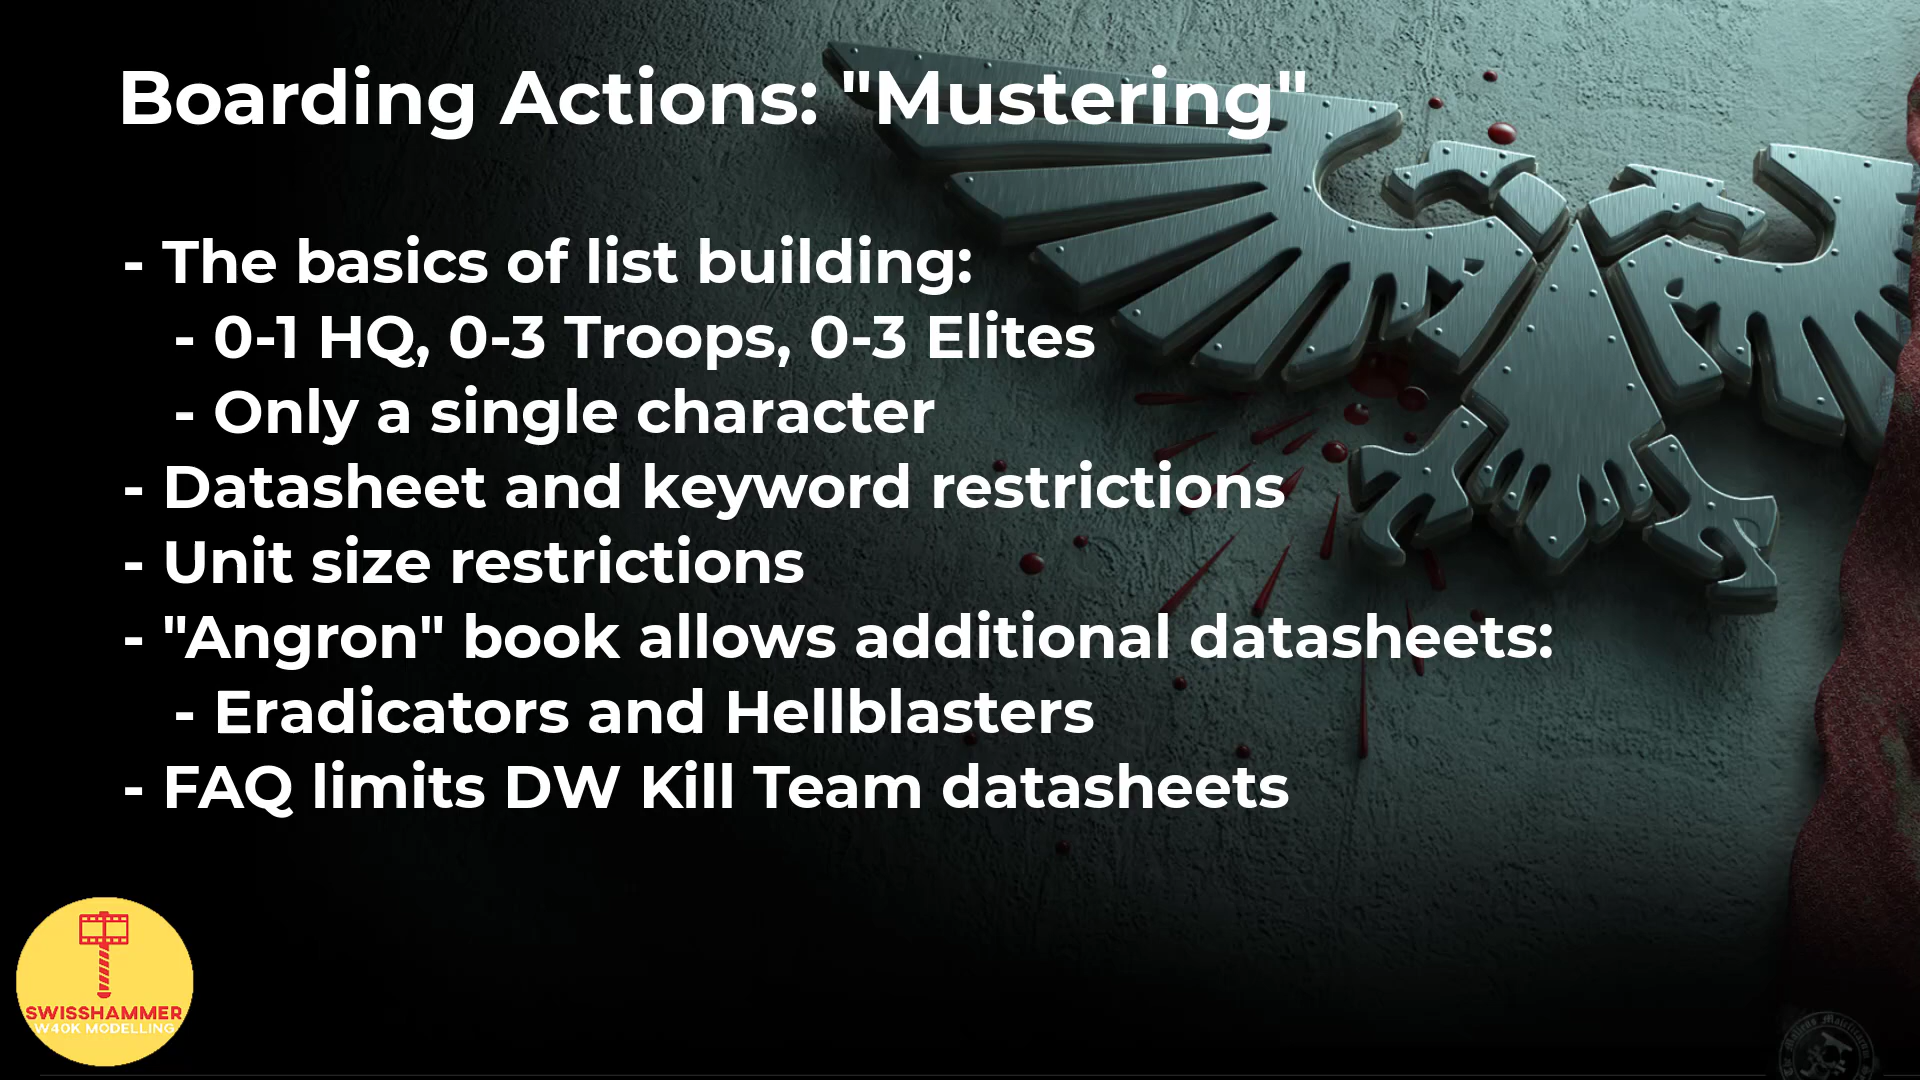 Boarding Actions: "Mustering"
- The basics of list building:
- 0-1 HQ, 0-3 Troops, 0-3 Elites
- Only a single character
- Datasheet and keyword restrictions
- Unit size restrictions
- "Angron" book allows additional datasheets:
- Eradicators and Hellblasters
- FAQ limits DW Kill Team datasheets
SWISSHAMMER
W40K MODELLING